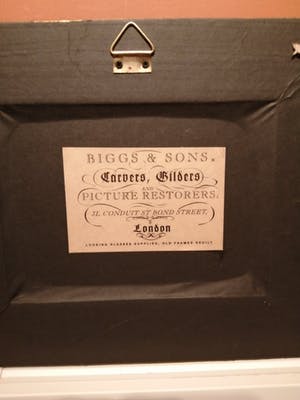 BIGGS & SONS.
Carvers, Gilders
AND
PICTURE RESTORERS.
31. CONDUIT ST BOND STREET,
London
LOOKING GLASSES SUPPLIED, OLD FRAMES REGILT